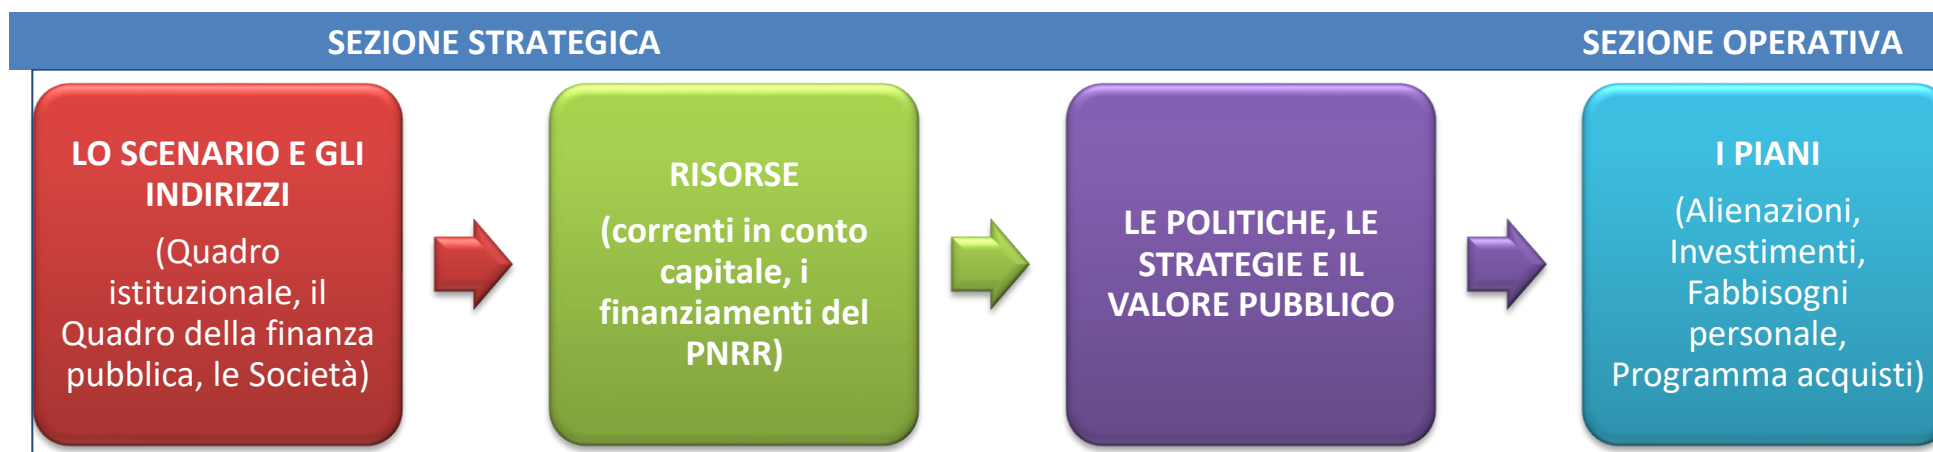 SEZIONE STRATEGICA
SEZIONE OPERATIVA
LO SCENARIO E GLI
INDIRIZZI
(Quadro
istituzionale, il
Quadro della finanza
pubblica, le Società)
RISORSE
(correnti in conto
capitale, i
finanziamenti del
PNRR)
LE POLITICHE, LE
STRATEGIE E IL
VALORE PUBBLICO
I PIANI
(Alienazioni,
Investimenti,
Fabbisogni
personale,
Programma acquisti)